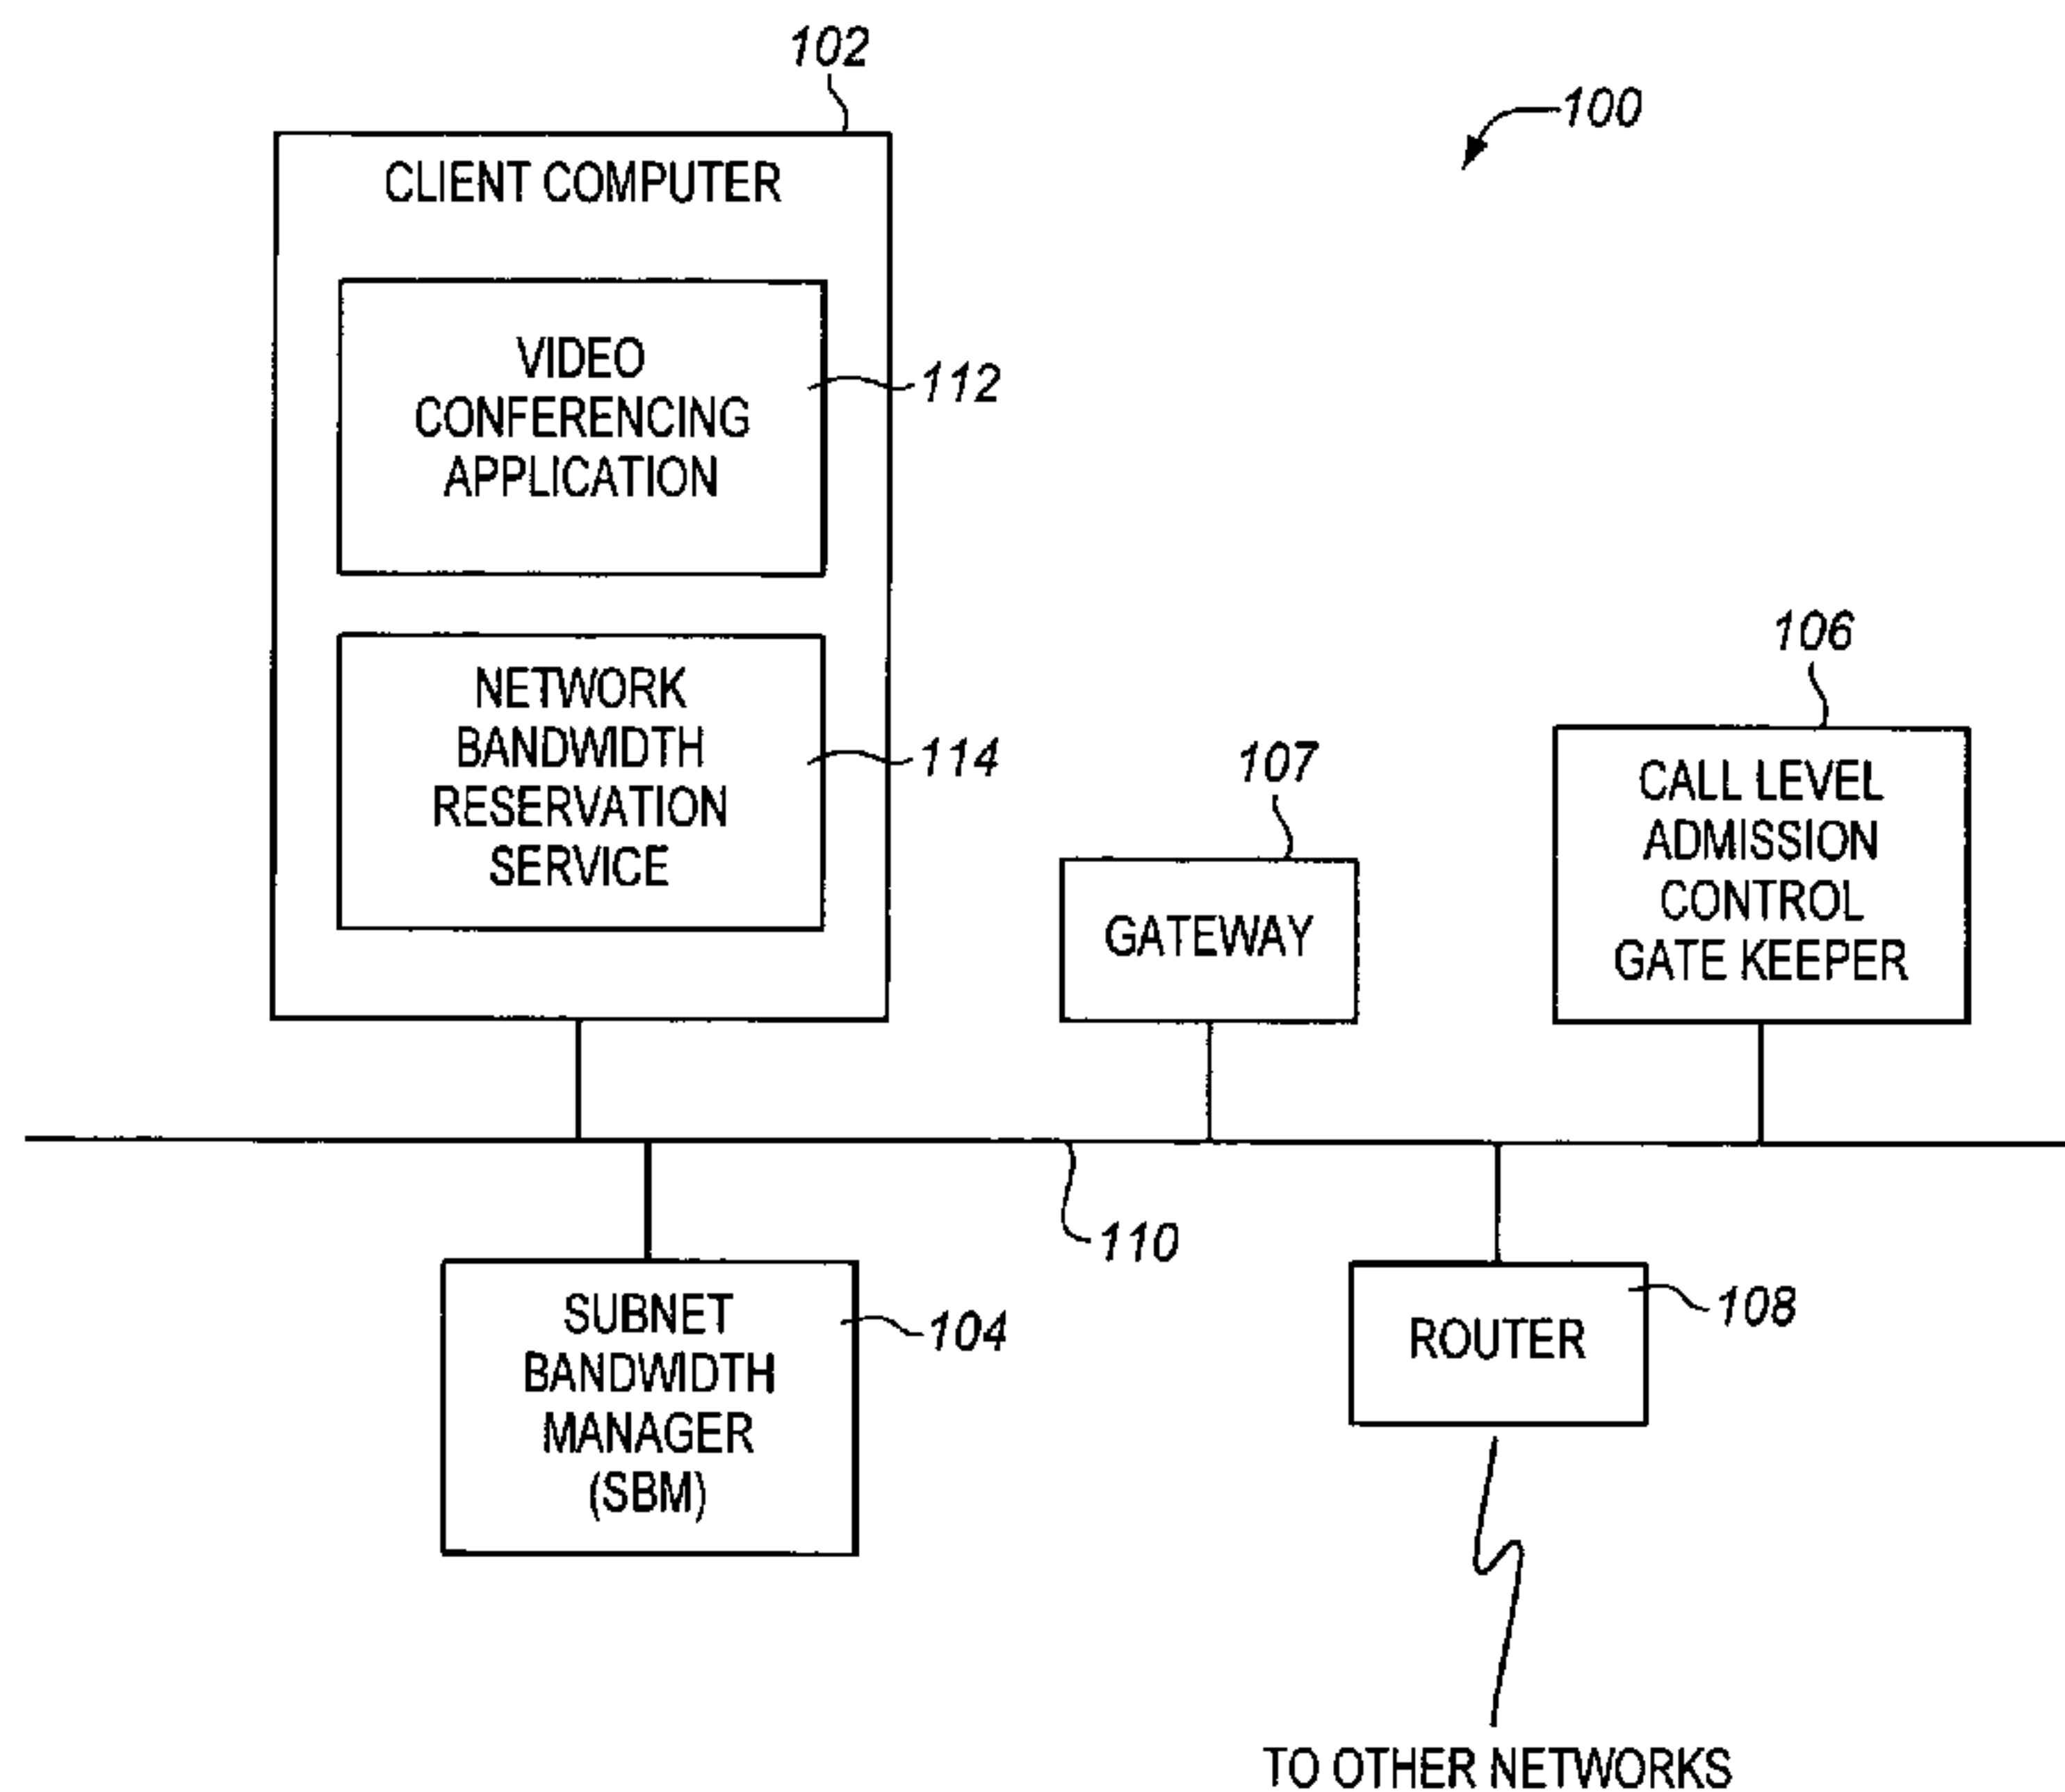 102
100
CLIENT COMPUTER
VIDEO
CONFERENCING
APPLICATION
112
NETWORK
BANDWIDTH
RESERVATION
SERVICE
114
107
GATEWAY
106
CALL LEVEL
ADMISSION
CONTROL
GATE KEEPER
110
SUBNET
BANDWIDTH
MANAGER
(SBM)
104
ROUTER
108
TO OTHER NETWORKS